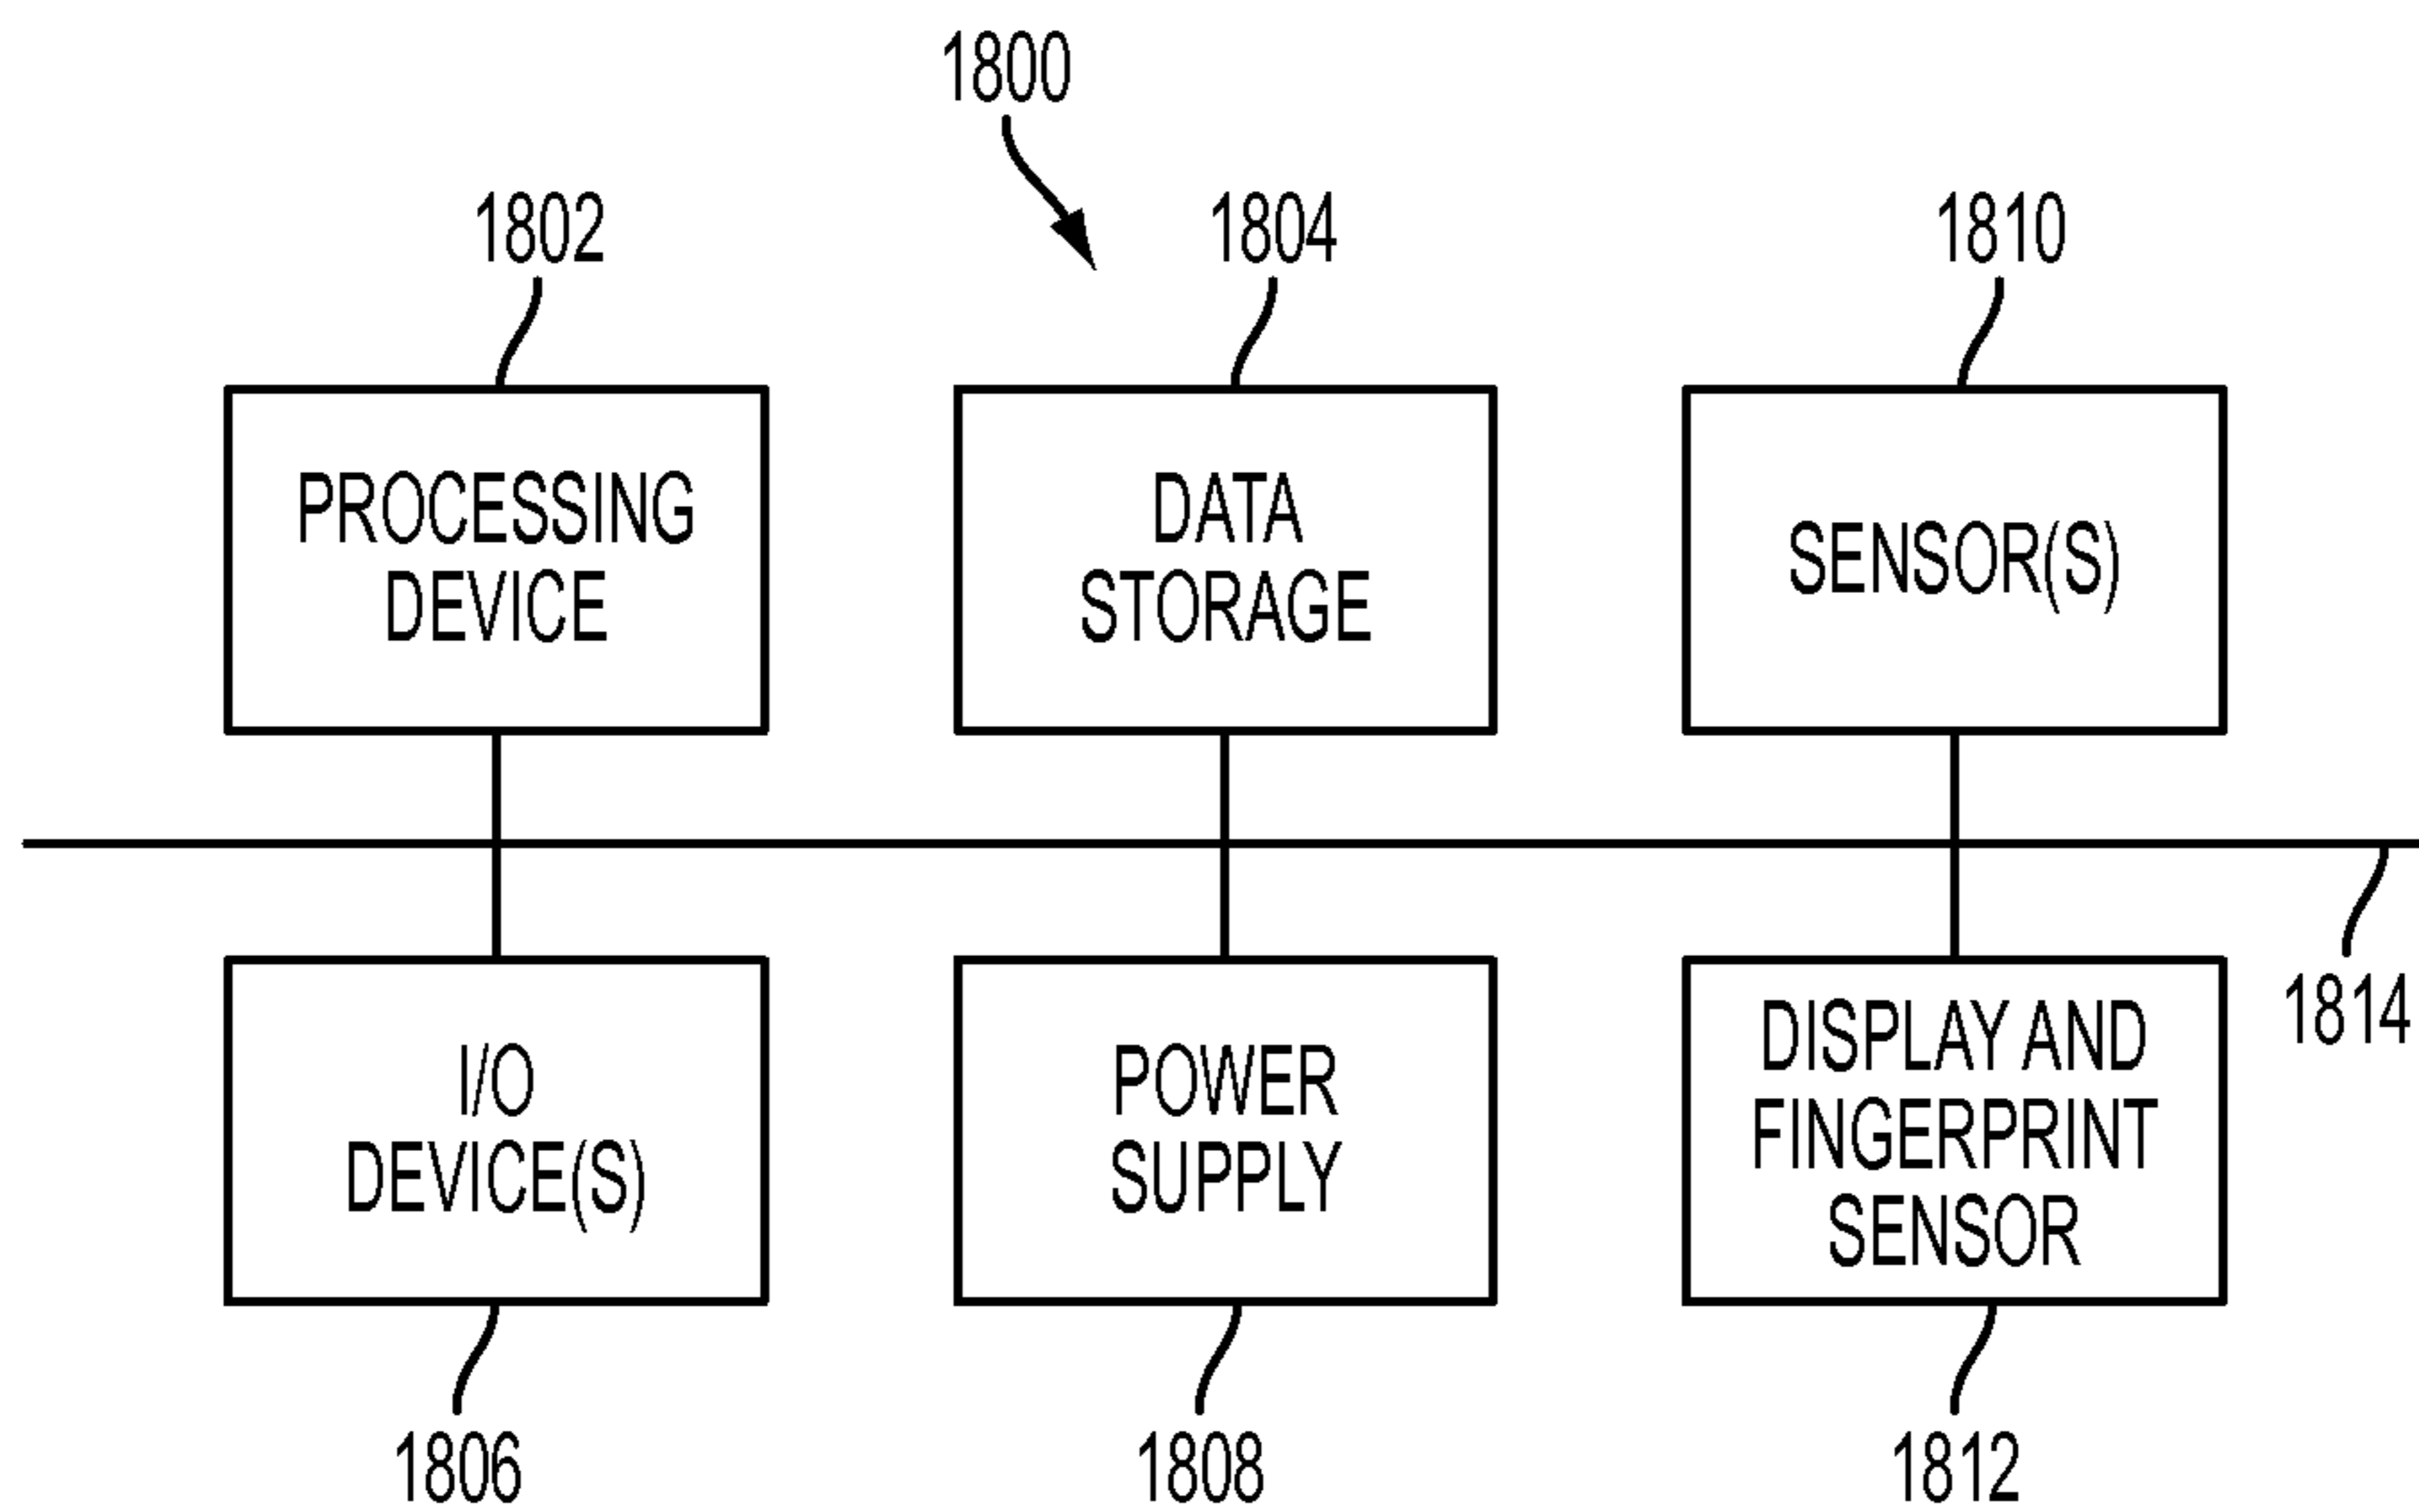 1800
1802
1804
1810
PROCESSING
DEVICE
DATA
STORAGE
SENSOR(S)
I/O
DEVICE(S)
POWER
SUPPLY
DISPLAY AND
FINGERPRINT
SENSOR
1814
1806
1808
1812